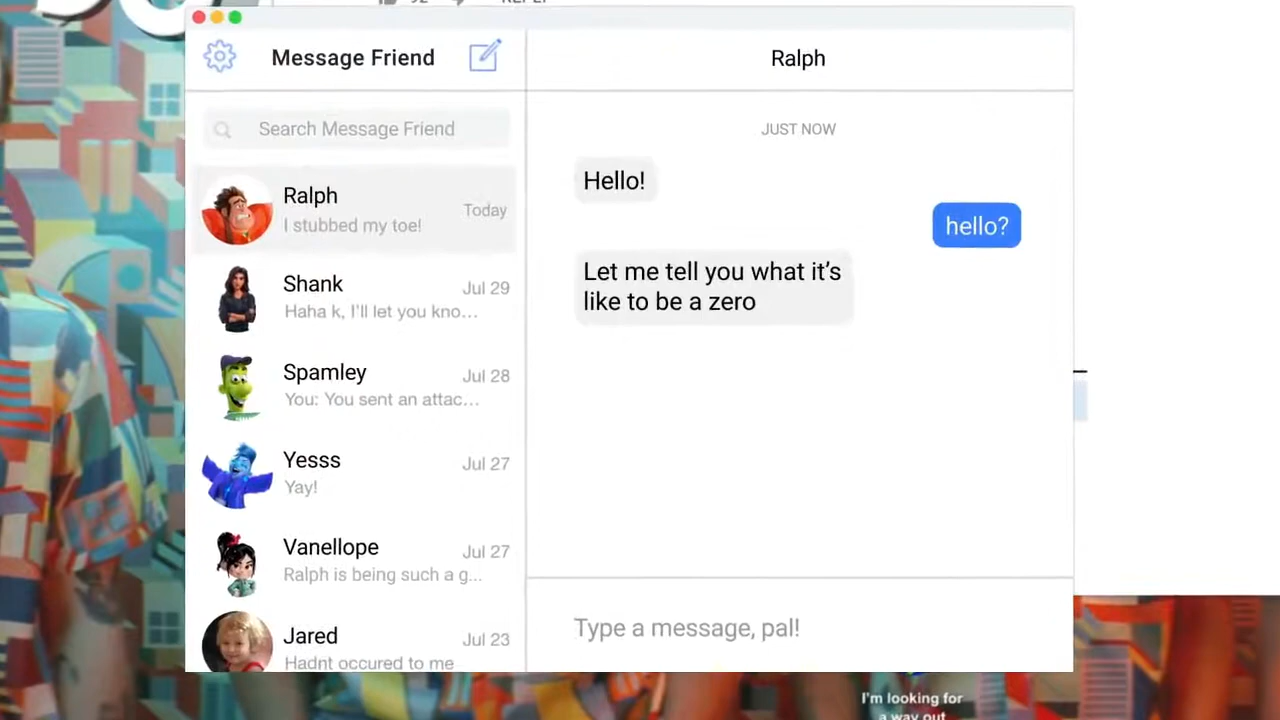 92
REPLY
Message Friend
Ralph
Search Message Friend
JUST NOW
Hello!
Ralph
I stubbed my toe!
Today
hello?
Let me tell you what it’s
like to be a zero
Shank
Jul 29
Haha k, I'll let you kno...
Spamley
Jul 28
You: You sent an attac...
Yesss
Jul 27
Yay!
Vanellope
Jul 27
Ralph is being such a g...
Jared
Jul 23
Hadnt occured to me
Type a message, pal!
I'm looking for
a way out